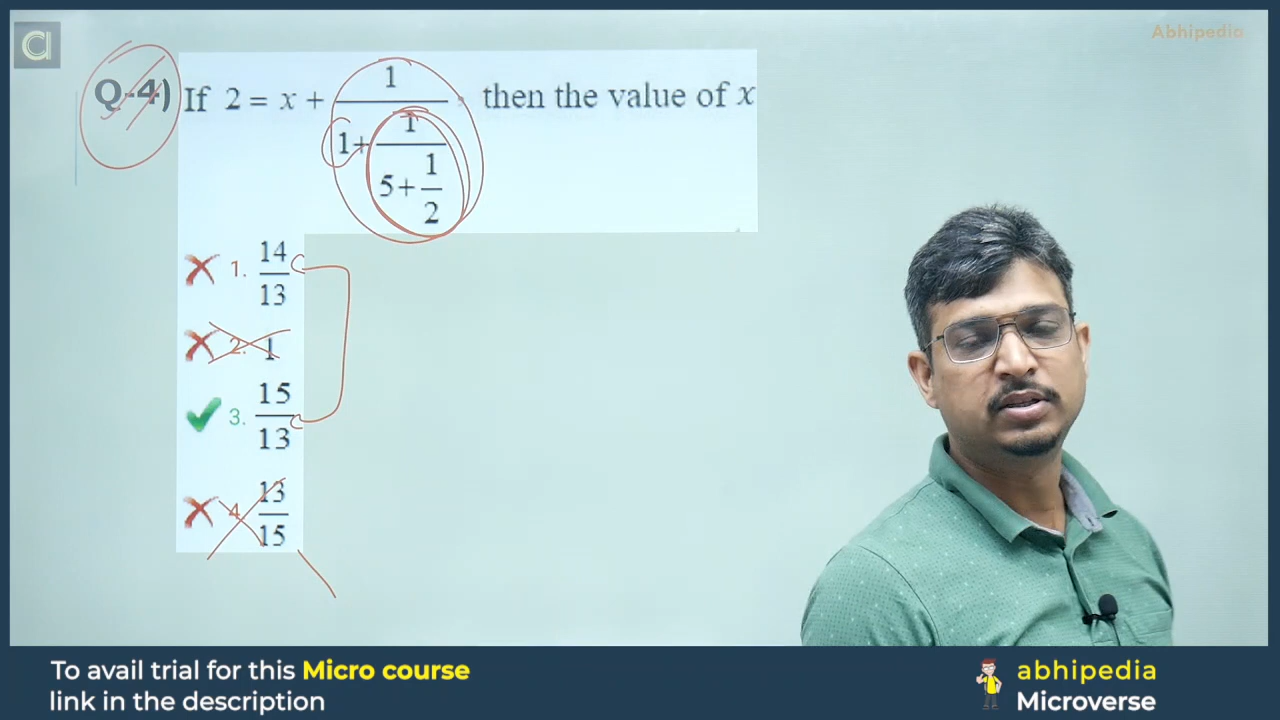 Abhipedia
Q-4) If 2 = x + 1/(1+1/(5+1/2)), then the value of x
1. 14/13
2. 1
3. 15/13
4. 13/15
To avail trial for this Micro course
link in the description
abhipedia
Microverse